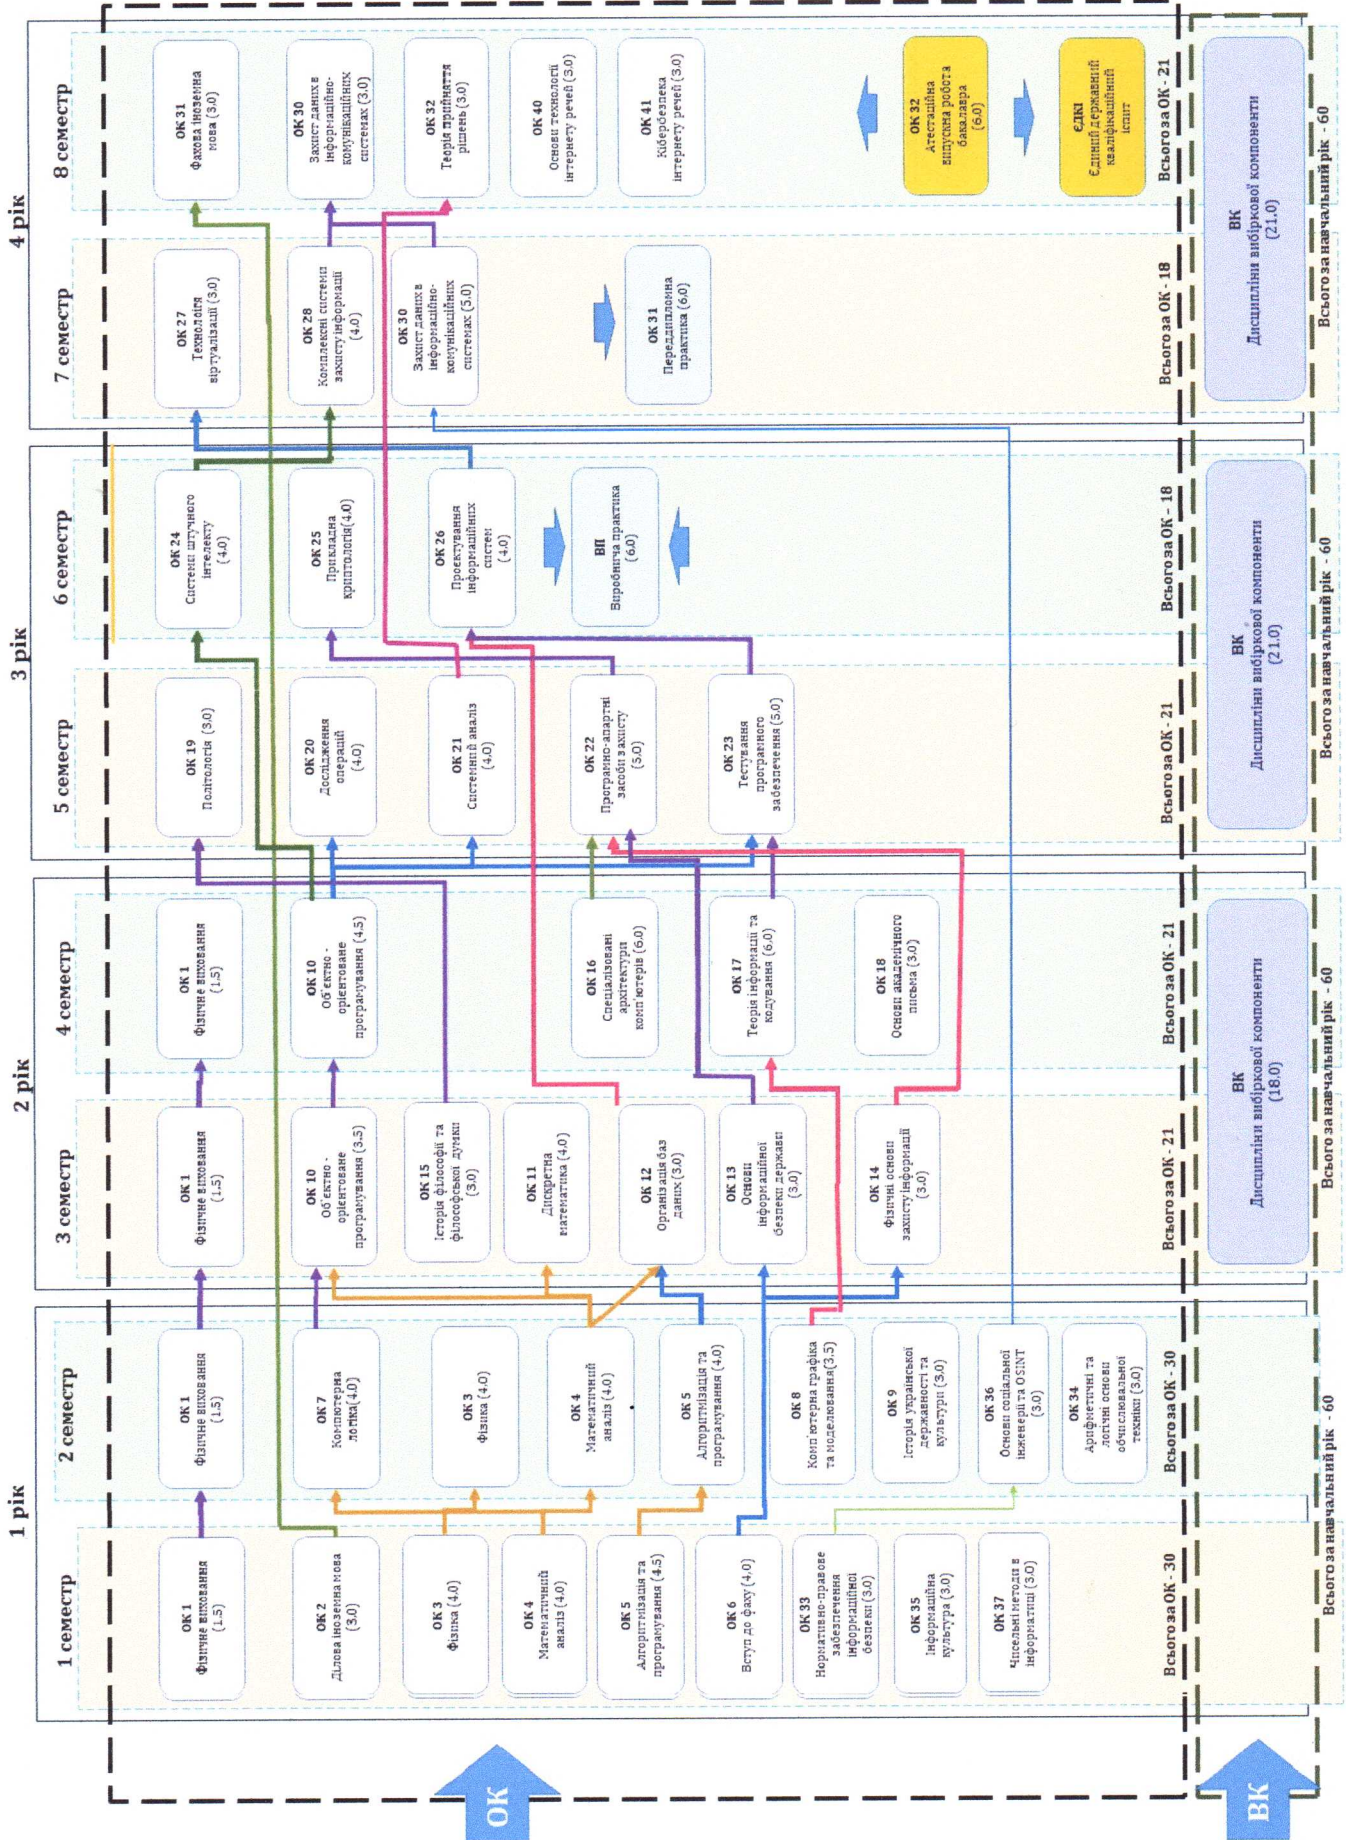 1 рік
1 семестр
ОК 1
Фізичне виховання
(1.5)
ОК 2
Ділова іноземна мова
(3.0)
ОК 3
Фізика (4.0)
ОК 4
Математичний
аналіз (4.0)
ОК 5
Алгоритмізація та
програмування (4.5)
ОК 6
Вступ до фаху (4.0)
ОК 33
Нормативно-правове
забезпечення
інформаційної
безпеки (3.0)
ОК 35
Інформаційна
культура (3.0)
ОК 37
Чисельні методи в
інформатиці (3.0)
Всього за ОК - 30
2 семестр
ОК 1
Фізичне виховання
(1.5)
ОК 7
Компютерна
логіка(4.0)
ОК 3
Фізика (4.0)
ОК 4
Математичний
аналіз (4.0)
ОК 5
Алгоритмізація та
програмування (4.0)
ОК 8
Комп'ютерна графіка
та моделювання(3.5)
ОК 9
Історія української
державності та
культури (3.0)
ОК 36
Основи соціальної
інженерії та OSINT
(3.0)
ОК 34
Арифметичні та
логічні основи
обчислювальної
техніки (3.0)
Всього за ОК - 30
Всього за навчальний рік - 60
2 рік
3 семестр
ОК 1
Фізичне виховання
(1.5)
ОК 10
Об'єктно -
орієнтоване
програмування (3.5)
ОК 15
Історія філософії та
філософської думки
(3.0)
ОК 11
Дискретна
математика (4.0)
ОК 12
Організація баз
даних (3.0)
ОК 13
Основи
інформаційної
безпеки держави
(3.0)
ОК 14
Фізичні основи
захисту інформації
(3.0)
Всього за ОК - 21
4 семестр
ОК 1
Фізичне виховання
(1.5)
ОК 10
Об'єктно -
орієнтоване
програмування (4.5)
ОК 16
Спеціалізовані
архітектури
комп'ютерів (6.0)
ОК 17
Теорія інформації та
кодування (6.0)
ОК 18
Основи академічного
письма (3.0)
Всього за ОК - 21
ВК
Дисципліни вибіркової компоненти
(18.0)
Всього за навчальний рік - 60
3 рік
5 семестр
ОК 19
Політологія (3.0)
ОК 20
Дослідження
операцій
(4.0)
ОК 21
Системний аналіз
(4.0)
ОК 22
Програмно-апартні
засоби захисту
(5.0)
ОК 23
Тестування
програмного
забезпечення (5.0)
Всього за ОК - 21
6 семестр
ОК 24
Системи штучного
інтелекту
(4.0)
ОК 25
Прикладна
криптологія(4.0)
ОК 26
Проєктування
інформаційних
систем
(4.0)
ВП
Виробнича практика
(6.0)
Всього за ОК - 18
ВК
Дисципліни вибіркової компоненти
(21.0)
Всього за навчальний рік - 60
4 рік
7 семестр
ОК 27
Технологія
віртуалізації (3.0)
ОК 28
Комплексні системи
захисту інформації
(4.0)
ОК 30
Захист даних в
інформаційно-
комунікаційних
системах (5.0)
ОК 31
Переддипломна
практика (6.0)
Всього за ОК - 18
8 семестр
ОК 31
Фахова іноземна
мова (3.0)
ОК 30
Захист даних в
інформаційно-
комунікаційних
системах (3.0)
ОК 32
Теорія прийняття
рішень (3.0)
ОК 40
Основи технології
інтернету речей (3.0)
ОК 41
Кібербезпека
інтернету речей (3.0)
ОК 32
Атестаційна
випускна робота
бакалавра
(6.0)
ЄДКІ
Єдиний державний
кваліфікаційний
іспит
Всього за ОК - 21
ВК
Дисципліни вибіркової компоненти
(21.0)
Всього за навчальний рік - 60
ОК
ВК